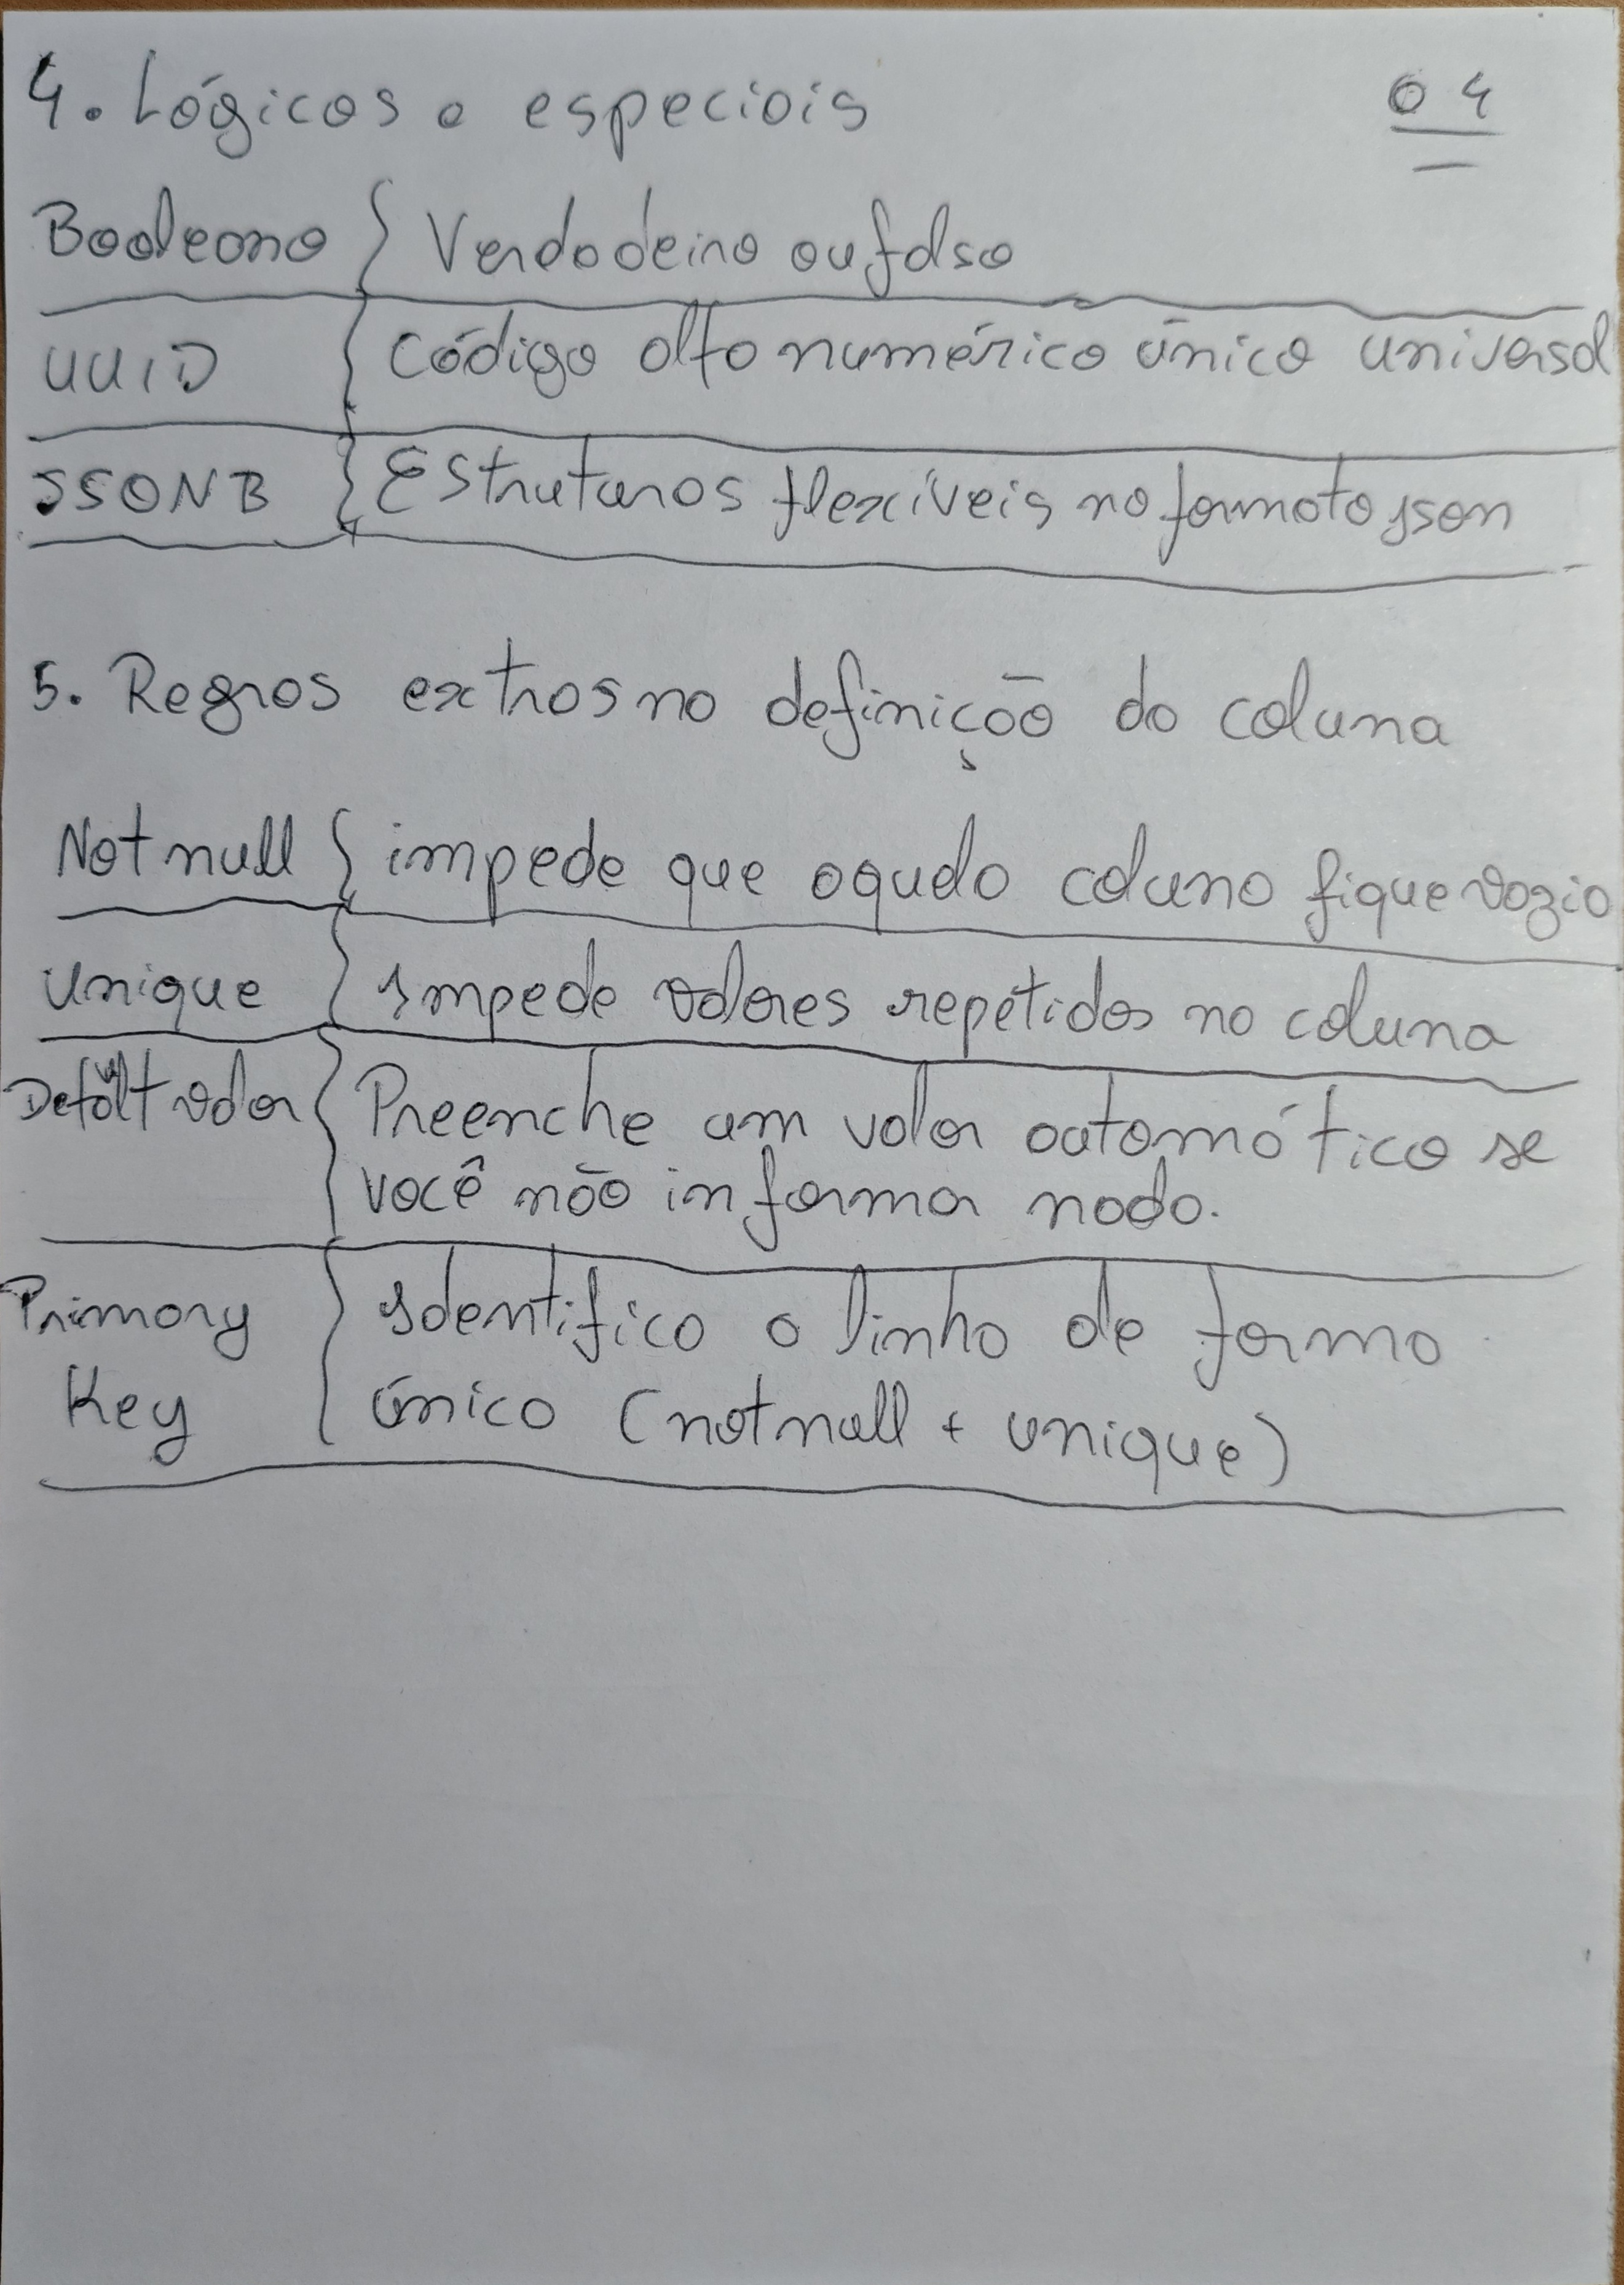 4. Lógicos e especiais
04
Booleano { Verdadeiro ou falso
UUID { Código alfa numérico único universal
JSONB { Estruturas flexíveis no formato json
5. Regras extras na definição da coluna
Not null { impede que aquela coluna fique vazia
Unique { Impede valores repetidos na coluna
Default valor { Preenche um valor automático se
você não informar nada.
Primary { Identifica a linha de forma
Key única (not null + unique)